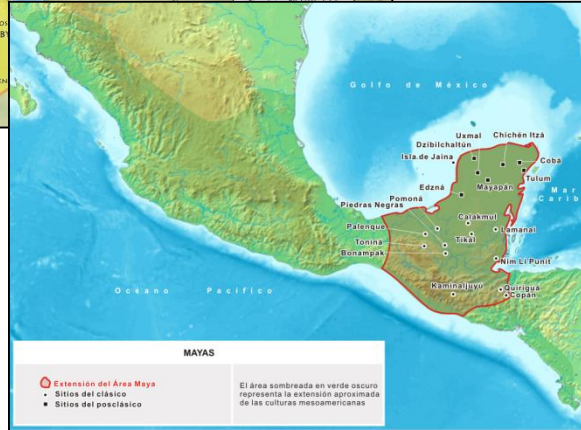 Golfo de México
Uxmal
Chichén Itzá
Dzibilchaltún
Isla de Jaina
Cobá
Tulum
Edzná
Mayapán
Mar
Carib
Pomoná
Piedras Negras
Calakmul
Palenque
Lamanai
Toniná
Tikal
Bonampak
Nim Li Punit
Kaminaljuyú
Quiriguá
Copán
Océano Pacífico
MAYAS
Extensión del Área Maya
Sitios del clásico
Sitios del posclásico
El área sombreada en verde oscuro
representa la extensión aproximada
de las culturas mesoamericanas